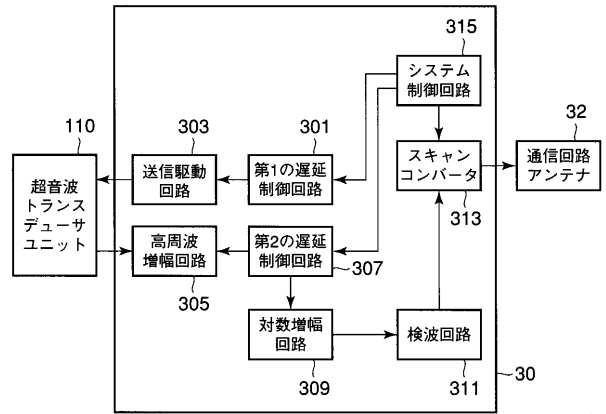 315
システム
制御回路
110
303
301
32
超音波
トランス
デューサ
ユニット
送信駆動
回路
第1の遅延
制御回路
スキャン
コンバータ
313
通信回路
アンテナ
高周波
増幅回路
305
第2の遅延
制御回路
307
対数増幅
回路
309
検波回路
311
30